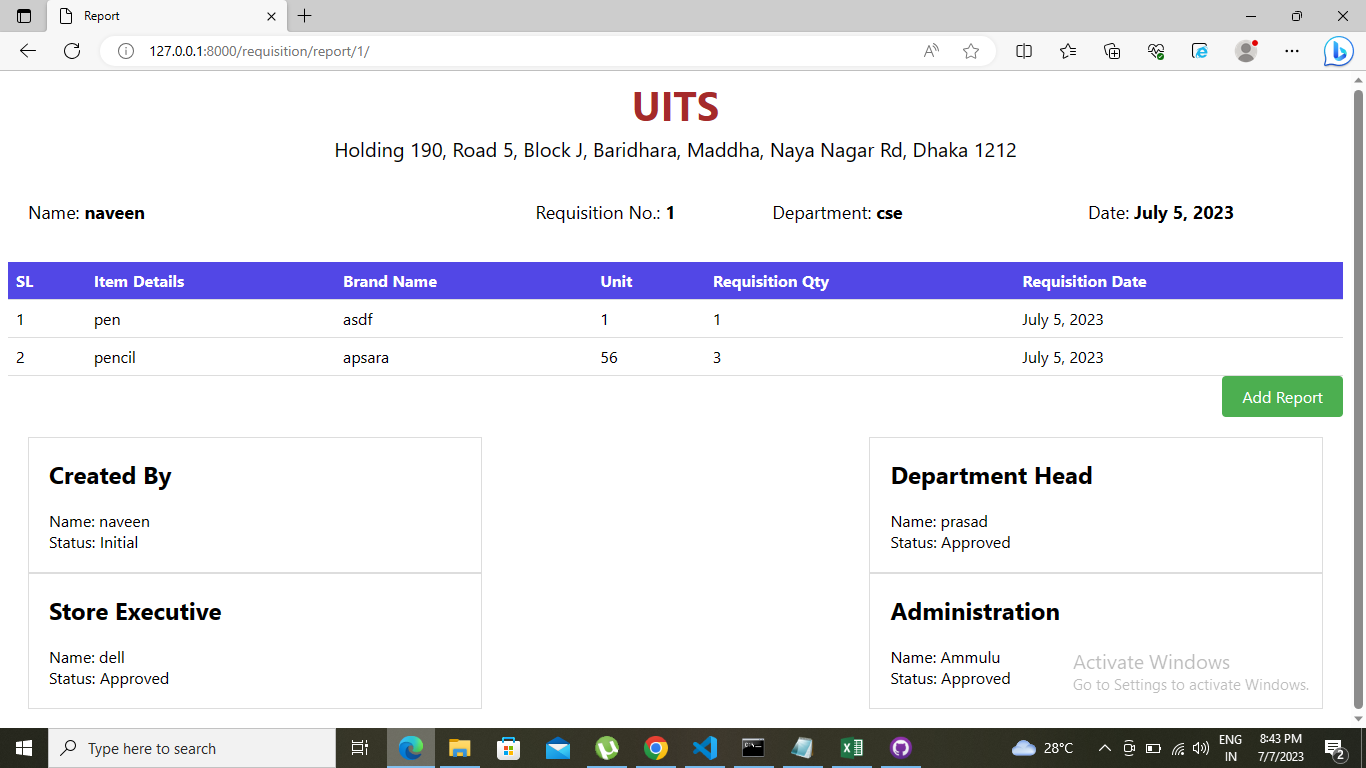 Report
127.0.0.1:8000/requisition/report/1/
UITS
Holding 190, Road 5, Block J, Baridhara, Maddha, Naya Nagar Rd, Dhaka 1212
Name: naveen Requisition No.: 1 Department: cse Date: July 5, 2023
SL Item Details Brand Name Unit Requisition Qty Requisition Date
1 pen asdf 1 1 July 5, 2023
2 pencil apsara 56 3 July 5, 2023
Add Report
Created By
Name: naveen
Status: Initial
Department Head
Name: prasad
Status: Approved
Store Executive
Name: dell
Status: Approved
Administration
Name: Ammulu
Status: Approved
Activate Windows
Go to Settings to activate Windows.
Type here to search
28°C
ENG
IN
8:43 PM
7/7/2023
2